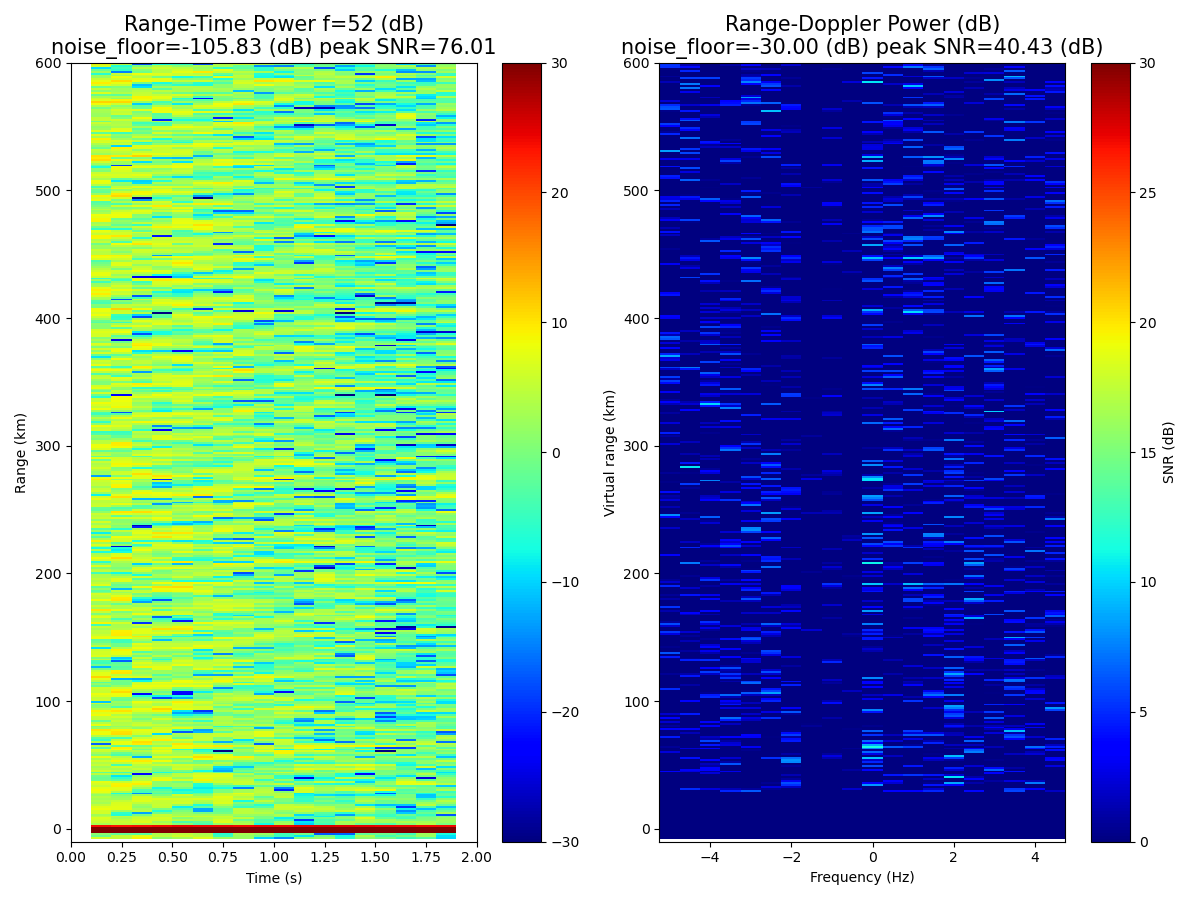 Range-Time Power f=52 (dB)
noise_floor=-105.83 (dB) peak SNR=76.01
600
500
400
300
200
100
0
Range (km)
0.00 0.25 0.50 0.75 1.00 1.25 1.50 1.75 2.00
Time (s)
30
20
10
0
−10
−20
−30
Range-Doppler Power (dB)
noise_floor=-30.00 (dB) peak SNR=40.43 (dB)
600
500
400
300
200
100
0
Virtual range (km)
−4 −2 0 2 4
Frequency (Hz)
30
25
20
15
10
5
0
SNR (dB)